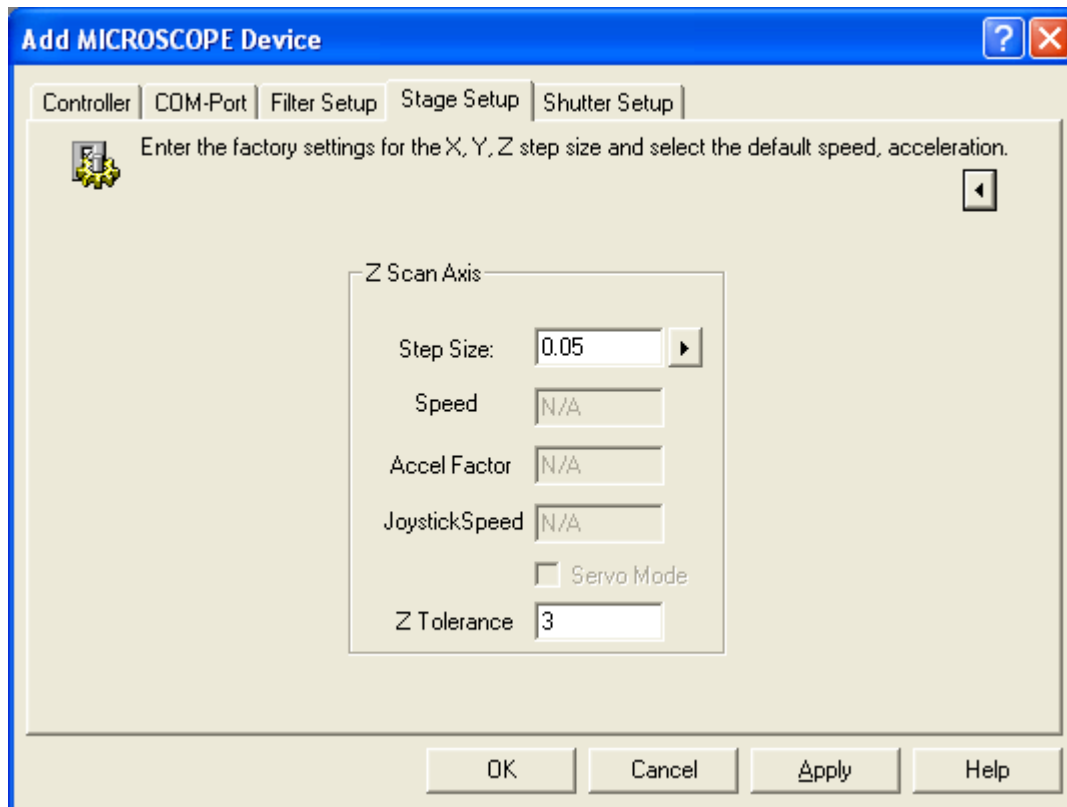 Add MICROSCOPE Device
Controller COM-Port Filter Setup Stage Setup Shutter Setup
Enter the factory settings for the X, Y, Z step size and select the default speed, acceleration.
Z Scan Axis
Step Size: 0.05
Speed N/A
Accel Factor N/A
JoystickSpeed N/A
Servo Mode
Z Tolerance 3
OK Cancel Apply Help